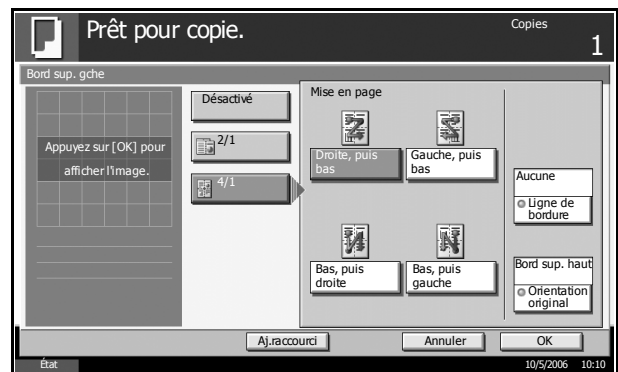 Prêt pour copie.
Copies
1
Bord sup. gche
Appuyez sur [OK] pour
afficher l'image.
Désactivé
2/1
4/1
Mise en page
Droite, puis
bas
Gauche, puis
bas
Bas, puis
droite
Bas, puis
gauche
Aucune
Ligne de
bordure
Bord sup. haut
Orientation
original
Aj.raccourci
Annuler
OK
État
10/5/2006 10:10